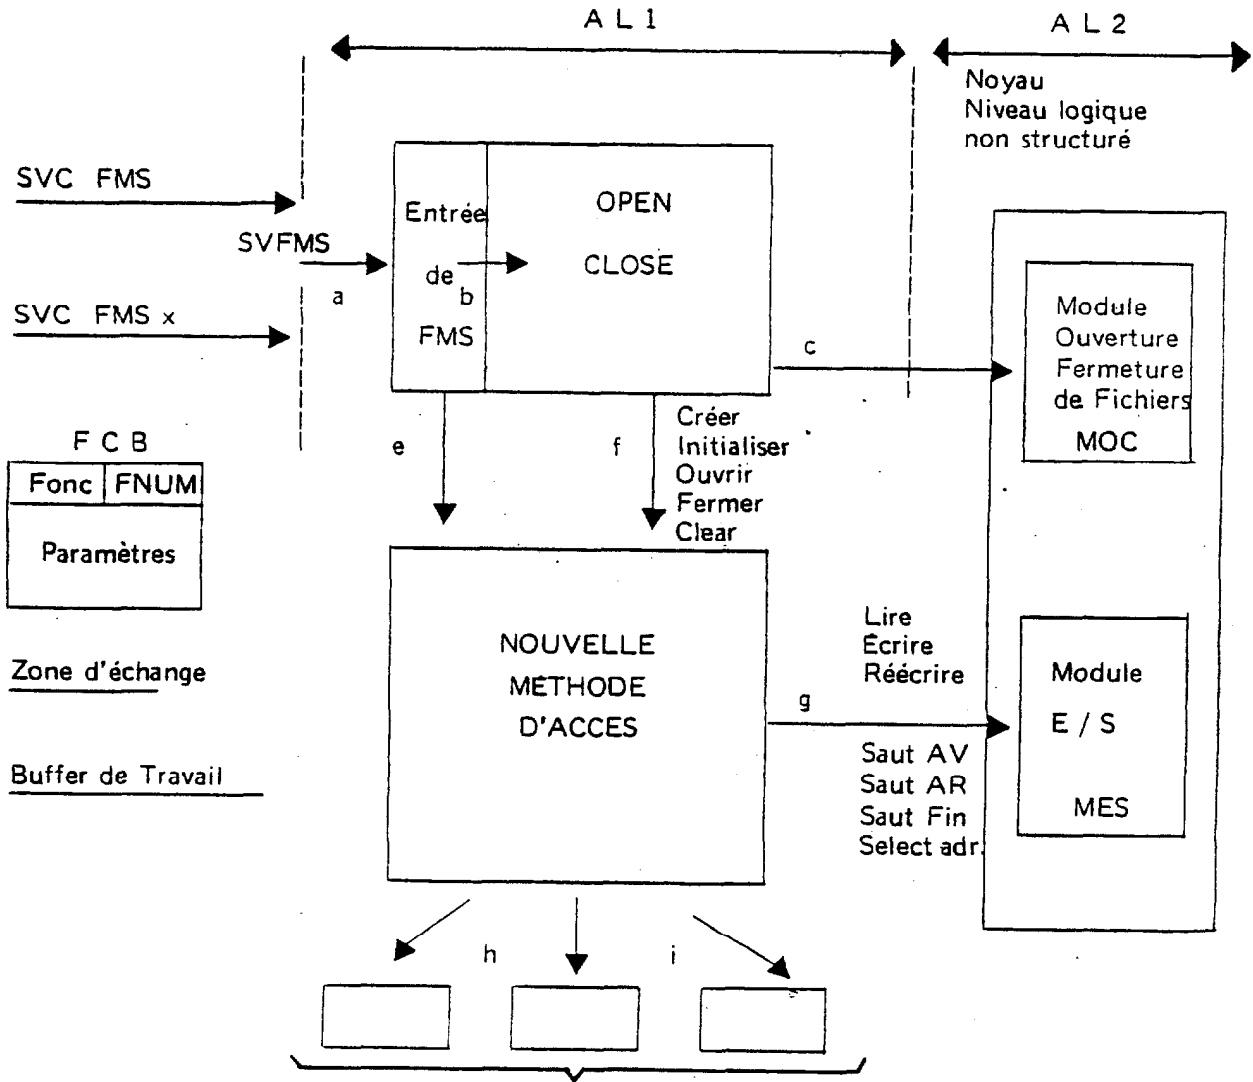 A L 1
A L 2
Noyau
Niveau logique
non structuré
SVC FMS
SVFMS
SVC FMS x
a
Entrée
de
FMS
b
OPEN
CLOSE
c
Module
Ouverture
Fermeture
de Fichiers
MOC
e
f
Créer
Initialiser
Ouvrir
Fermer
Clear
F C B
Fonc FNUM
Paramètres
Zone d'échange
Buffer de Travail
NOUVELLE
METHODE
D'ACCES
Lire
Ecrire
Réécrire
g
Saut AV
Saut AR
Saut Fin
Select adr.
Module
E / S
MES
h
i